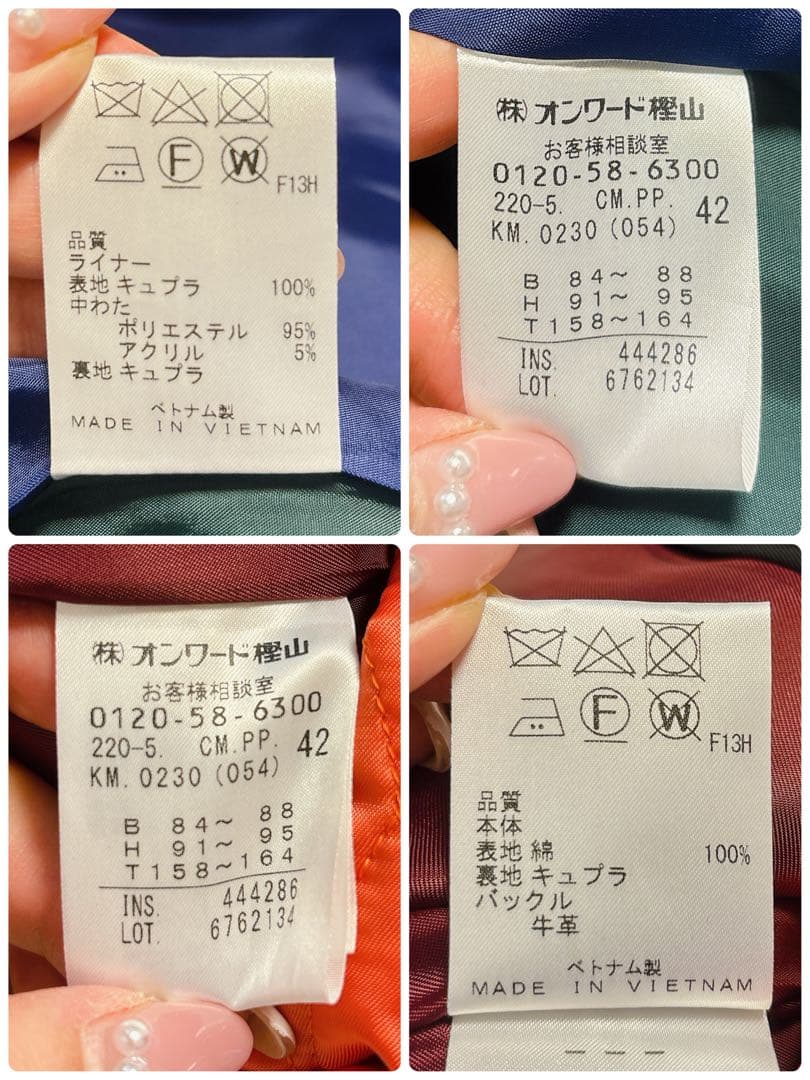 F
W
F13H
品質
ライナー
表地 キュプラ 100%
中わた
ポリエステル 95%
アクリル 5%
裏地 キュプラ
ベトナム製
MADE IN VIETNAM
㈱オンワード樫山
お客様相談室
0120-58-6300
220-5. CM.PP. 42
KM. 0230 (054)
B 84〜 88
H 91〜 95
T158〜164
INS. 444286
LOT. 6762134
㈱オンワード樫山
お客様相談室
0120-58-6300
220-5. CM.PP. 42
KM. 0230 (054)
B 84〜 88
H 91〜 95
T158〜164
INS. 444286
LOT. 6762134
F
W
F13H
品質
本体
表地 綿 100%
裏地 キュプラ
バックル
牛革
ベトナム製
MADE IN VIETNAM